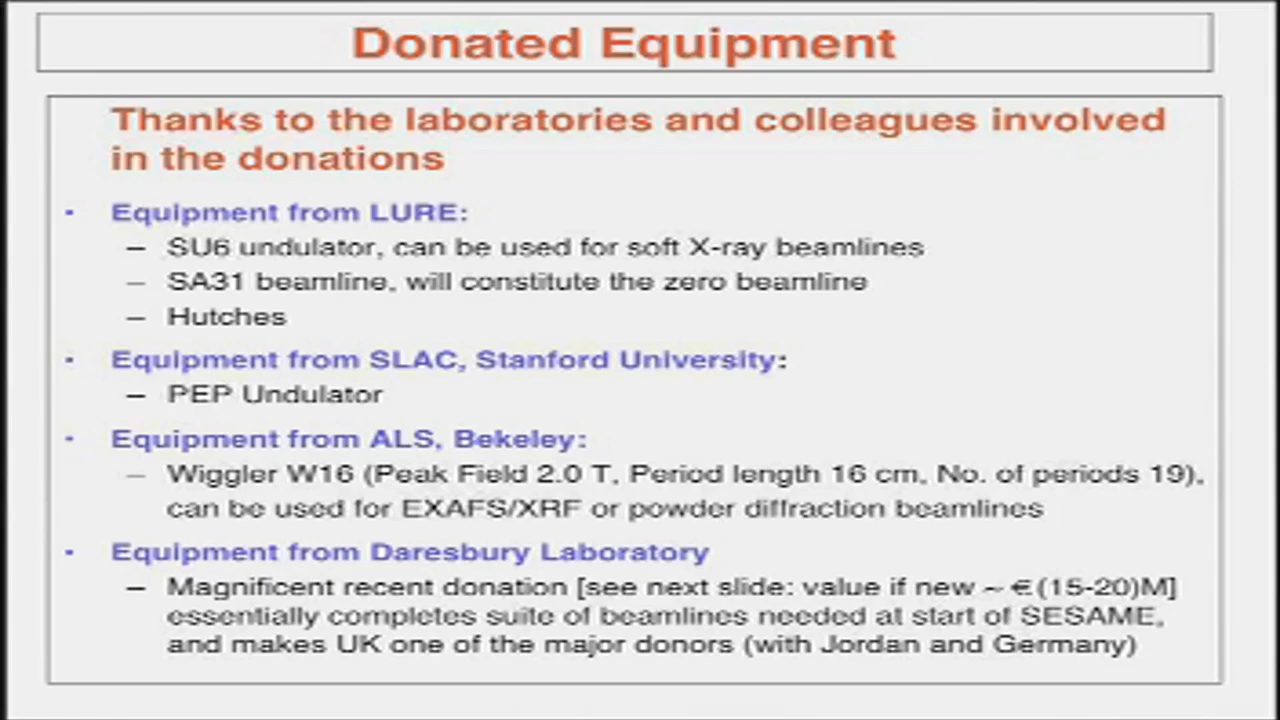 Donated Equipment
Thanks to the laboratories and colleagues involved
in the donations
• Equipment from LURE:
– SU6 undulator, can be used for soft X-ray beamlines
– SA31 beamline, will constitute the zero beamline
– Hutches
• Equipment from SLAC, Stanford University:
– PEP Undulator
• Equipment from ALS, Bekeley:
– Wiggler W16 (Peak Field 2.0 T, Period length 16 cm, No. of periods 19),
can be used for EXAFS/XRF or powder diffraction beamlines
• Equipment from Daresbury Laboratory
– Magnificent recent donation [see next slide: value if new ~ €(15-20)M]
essentially completes suite of beamlines needed at start of SESAME,
and makes UK one of the major donors (with Jordan and Germany)